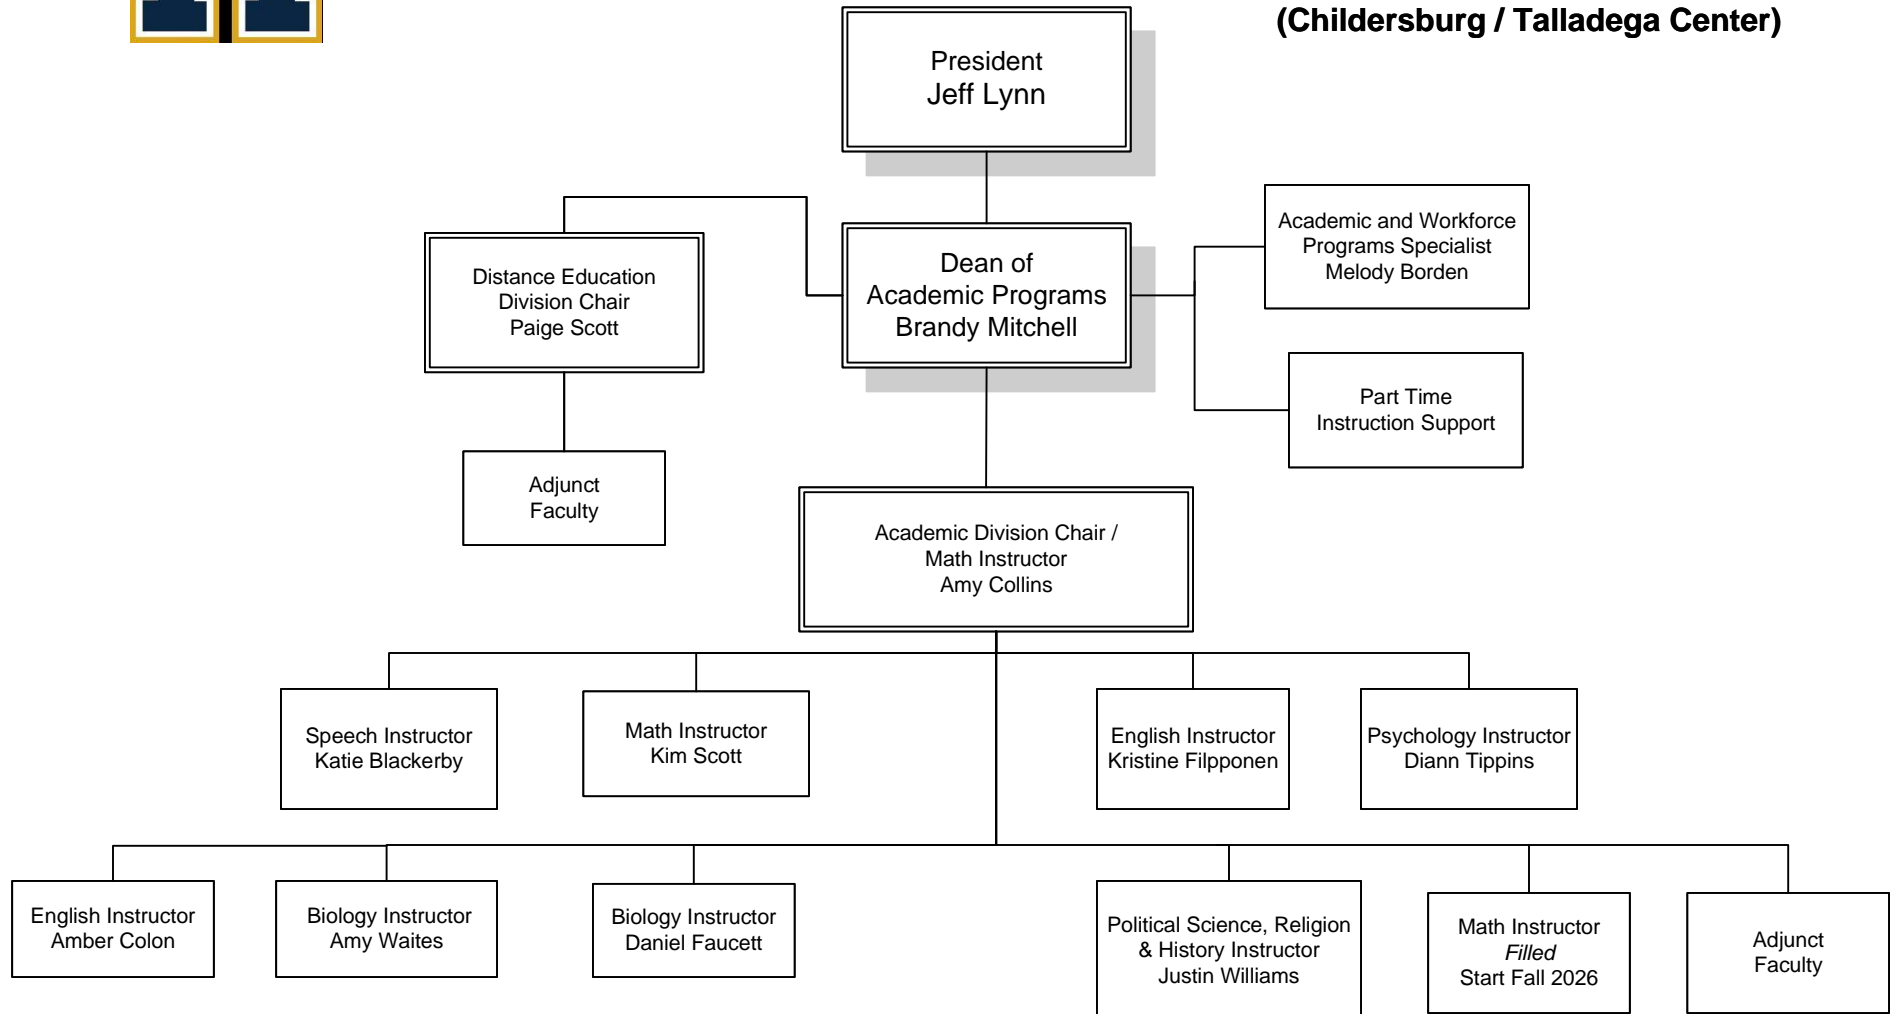 (Childersburg / Talladega Center)
President
Jeff Lynn
Academic and Workforce
Programs Specialist
Melody Borden
Distance Education
Division Chair
Paige Scott
Dean of
Academic Programs
Brandy Mitchell
Part Time
Instruction Support
Adjunct
Faculty
Academic Division Chair /
Math Instructor
Amy Collins
Speech Instructor
Katie Blackerby
Math Instructor
Kim Scott
English Instructor
Kristine Filpponen
Psychology Instructor
Diann Tippins
English Instructor
Amber Colon
Biology Instructor
Amy Waites
Biology Instructor
Daniel Faucett
Political Science, Religion
& History Instructor
Justin Williams
Math Instructor
Filled
Start Fall 2026
Adjunct
Faculty